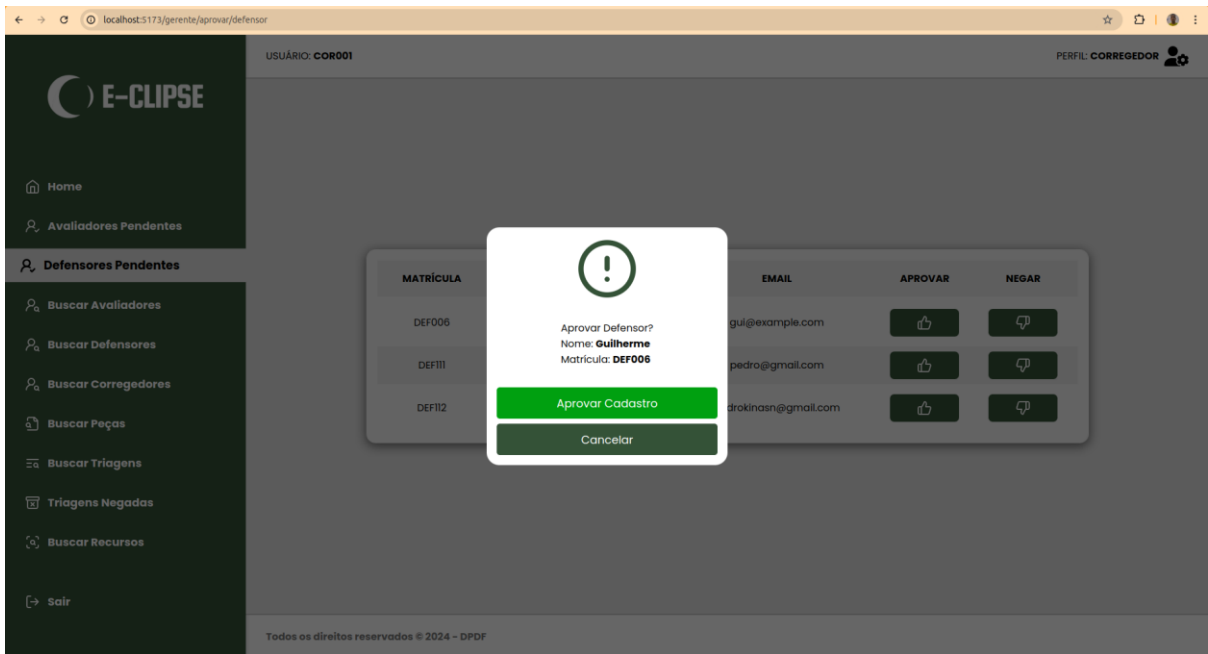 localhost:5173/gerente/aprovar/defensor
USUÁRIO: COR001
PERFIL: CORREGEDOR
E-CLIPSE
Home
Avaliadores Pendentes
Defensores Pendentes
Buscar Avaliadores
Buscar Defensores
Buscar Corregedores
Buscar Peças
Buscar Triagens
Triagens Negadas
Buscar Recursos
Sair
MATRÍCULA EMAIL APROVAR NEGAR
DEF006 gui@example.com
DEF111 pedro@gmail.com
DEF112 drokinasn@gmail.com
Aprovar Defensor?
Nome: Guilherme
Matrícula: DEF006
Aprovar Cadastro
Cancelar
Todos os direitos reservados © 2024 - DPDF